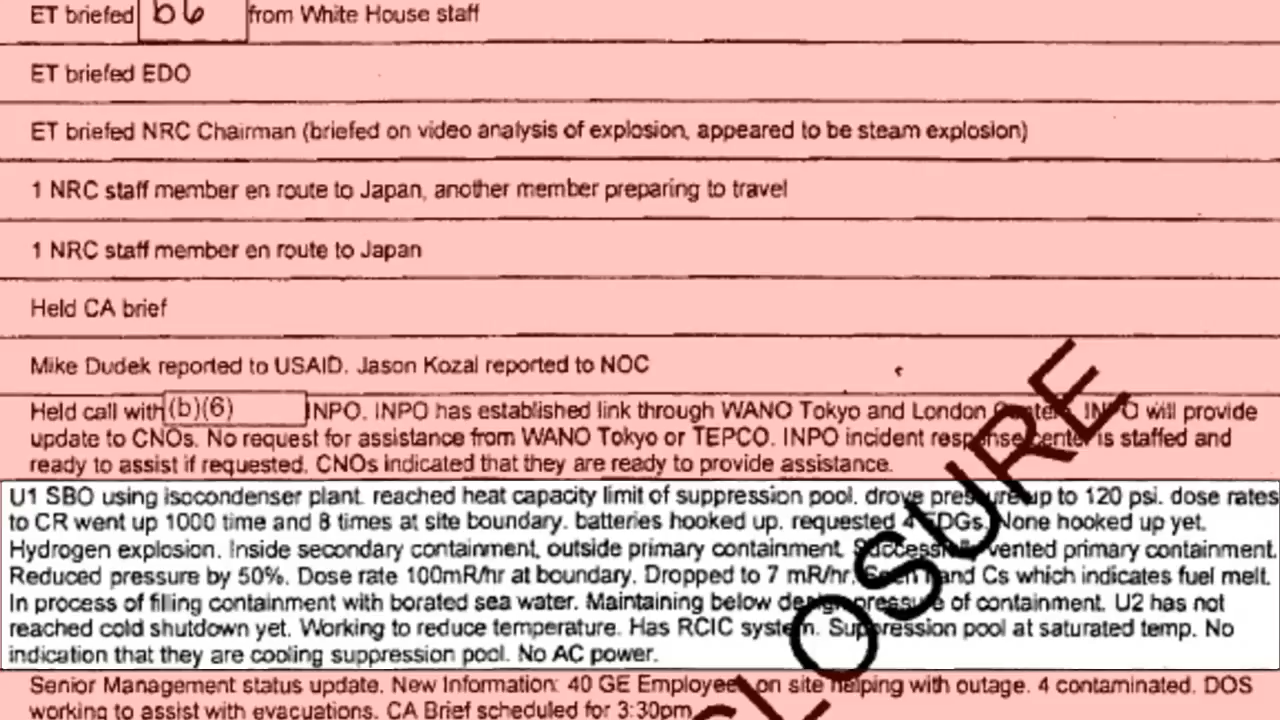 ET briefed b6 from White House staff
ET briefed EDO
ET briefed NRC Chairman (briefed on video analysis of explosion, appeared to be steam explosion)
1 NRC staff member en route to Japan, another member preparing to travel
1 NRC staff member en route to Japan
Held CA brief
Mike Dudek reported to USAID. Jason Kozal reported to NOC
Held call with (b)(6) INPO. INPO has established link through WANO Tokyo and London Centers. INPO will provide
update to CNOs. No request for assistance from WANO Tokyo or TEPCO. INPO incident response center is staffed and
ready to assist if requested. CNOs indicated that they are ready to provide assistance.
U1 SBO using isocondenser plant. reached heat capacity limit of suppression pool. drove pressure up to 120 psi. dose rates
to CR went up 1000 time and 8 times at site boundary. batteries hooked up. requested 4 EDGs. None hooked up yet.
Hydrogen explosion. Inside secondary containment, outside primary containment. Successfully vented primary containment.
Reduced pressure by 50%. Dose rate 100mR/hr at boundary. Dropped to 7 mR/hr. Seen and Cs which indicates fuel melt.
In process of filling containment with borated sea water. Maintaining below design pressure of containment. U2 has not
reached cold shutdown yet. Working to reduce temperature. Has RCIC system. Suppression pool at saturated temp. No
indication that they are cooling suppression pool. No AC power.
Senior Management status update. New Information: 40 GE Employees on site helping with outage. 4 contaminated. DOS
working to assist with evacuations. CA Brief scheduled for 3:30pm
LOSURE